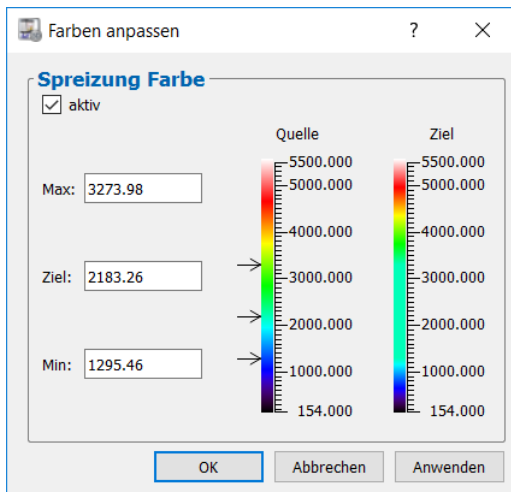 Farben anpassen ?
Spreizung Farbe
aktiv
Quelle Ziel
Max: 3273.98
Ziel: 2183.26
Min: 1295.46
5500.000
5000.000
4000.000
3000.000
2000.000
1000.000
154.000
5500.000
5000.000
4000.000
3000.000
2000.000
1000.000
154.000
OK Abbrechen Anwenden